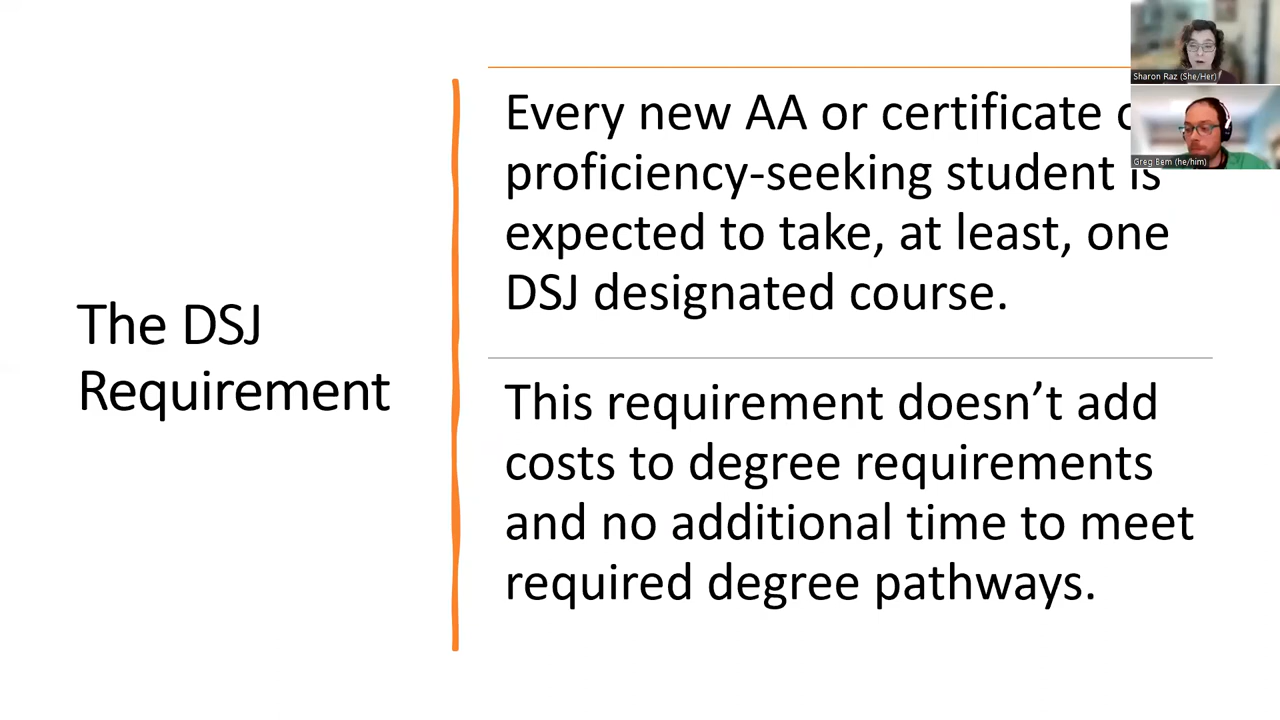 The DSJ
Requirement
Every new AA or certificate
proficiency-seeking student is
expected to take, at least, one
DSJ designated course.
This requirement doesn’t add
costs to degree requirements
and no additional time to meet
required degree pathways.
Sharon Raz (She/Her)
Greg Bem (he/him)